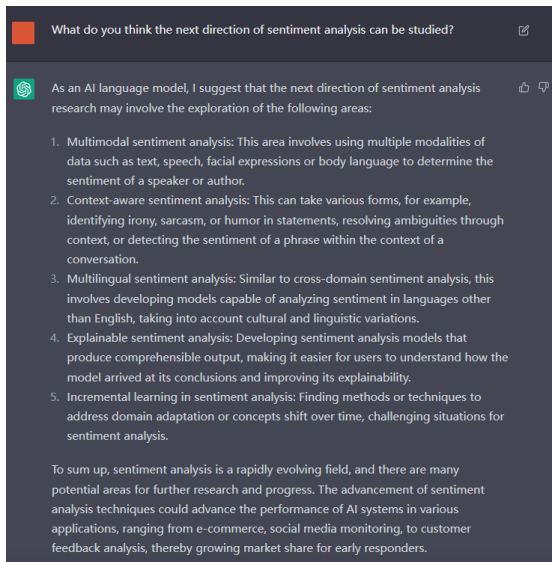 What do you think the next direction of sentiment analysis can be studied?
As an AI language model, I suggest that the next direction of sentiment analysis
research may involve the exploration of the following areas:
1. Multimodal sentiment analysis: This area involves using multiple modalities of
data such as text, speech, facial expressions or body language to determine the
sentiment of a speaker or author.
2. Context-aware sentiment analysis: This can take various forms, for example,
identifying irony, sarcasm, or humor in statements, resolving ambiguities through
context, or detecting the sentiment of a phrase within the context of a
conversation.
3. Multilingual sentiment analysis: Similar to cross-domain sentiment analysis, this
involves developing models capable of analyzing sentiment in languages other
than English, taking into account cultural and linguistic variations.
4. Explainable sentiment analysis: Developing sentiment analysis models that
produce comprehensible output, making it easier for users to understand how the
model arrived at its conclusions and improving its explainability.
5. Incremental learning in sentiment analysis: Finding methods or techniques to
address domain adaptation or concepts shift over time, challenging situations for
sentiment analysis.
To sum up, sentiment analysis is a rapidly evolving field, and there are many
potential areas for further research and progress. The advancement of sentiment
analysis techniques could advance the performance of AI systems in various
applications, ranging from e-commerce, social media monitoring, to customer
feedback analysis, thereby growing market share for early responders.